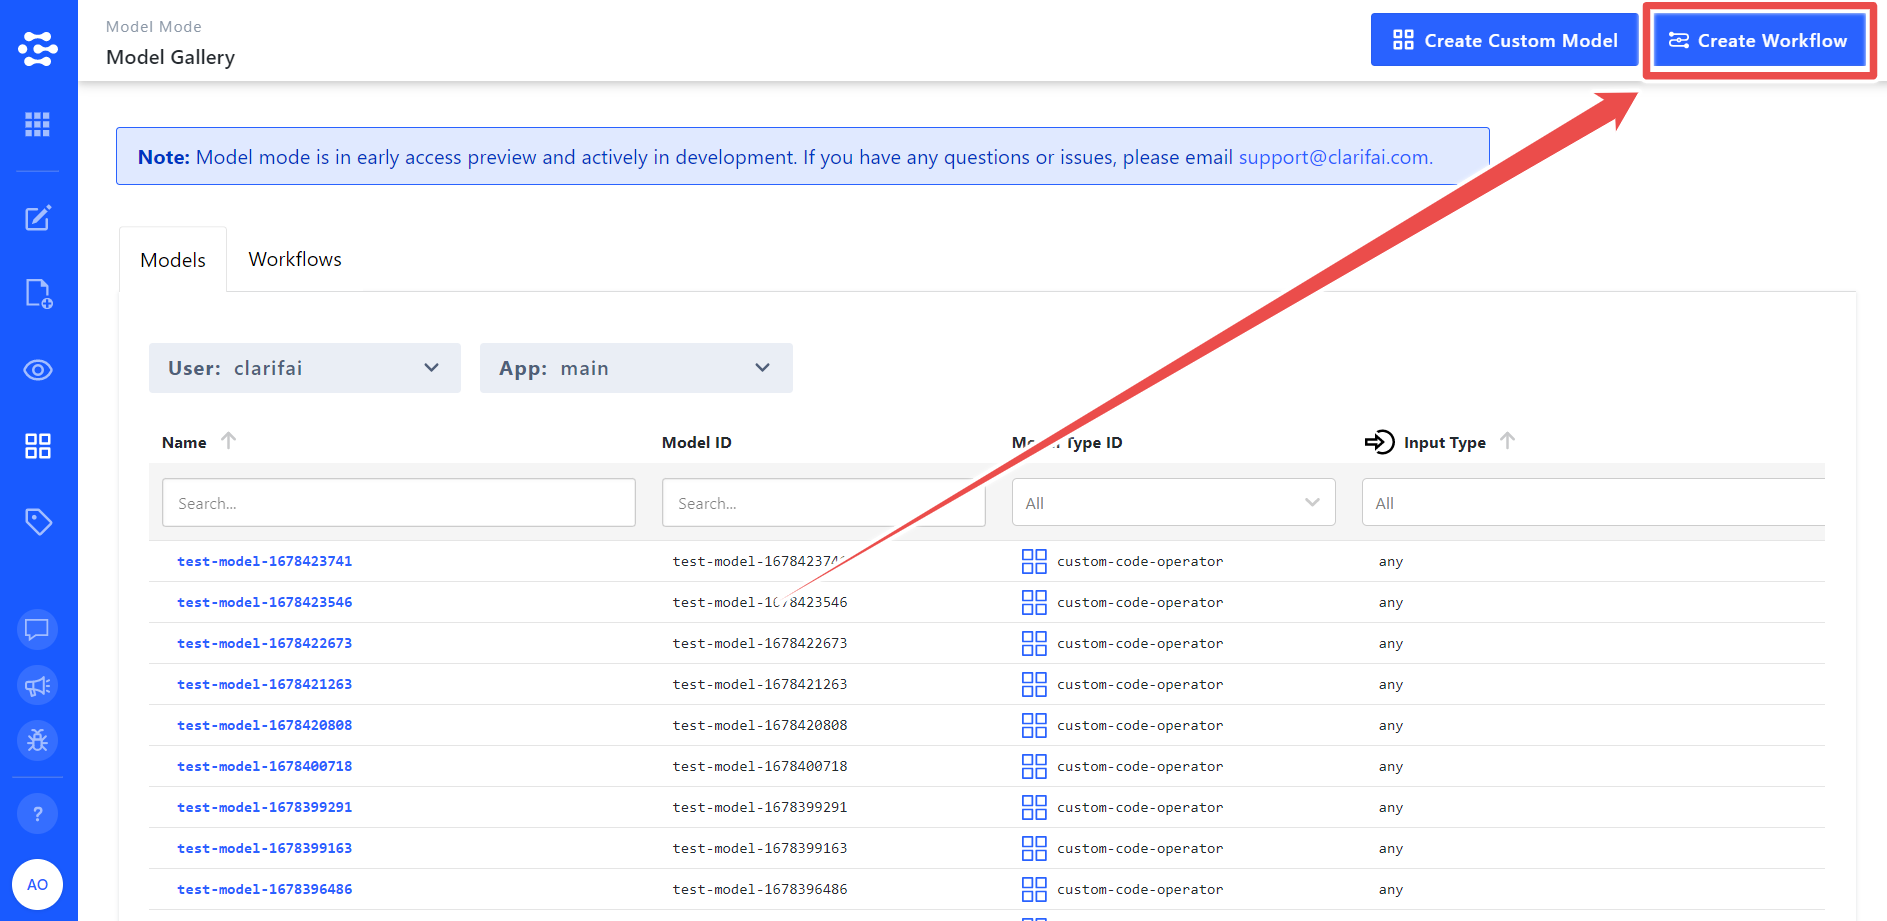 Model Mode
Model Gallery
Create Custom Model
Create Workflow
Note: Model mode is in early access preview and actively in development. If you have any questions or issues, please email support@clarifai.com.
Models
Workflows
User: clarifai
App: main
Name
Model ID
Type ID
Input Type
Search...
Search...
All
All
test-model-1678423741 test-model-167842374 custom-code-operator any
test-model-1678423546 test-model-1678423546 custom-code-operator any
test-model-1678422673 test-model-1678422673 custom-code-operator any
test-model-1678421263 test-model-1678421263 custom-code-operator any
test-model-1678420808 test-model-1678420808 custom-code-operator any
test-model-1678400718 test-model-1678400718 custom-code-operator any
test-model-1678399291 test-model-1678399291 custom-code-operator any
test-model-1678399163 test-model-1678399163 custom-code-operator any
test-model-1678396486 test-model-1678396486 custom-code-operator any
?
AO